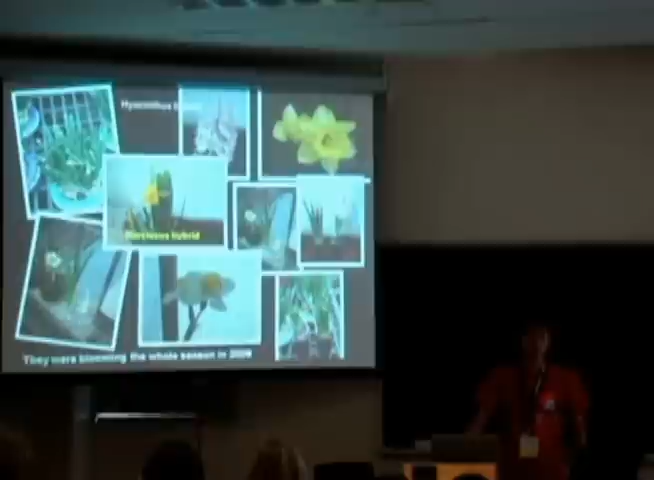 Hyacinthus
Narcissus hybrid
They were blooming the whole season in 2009